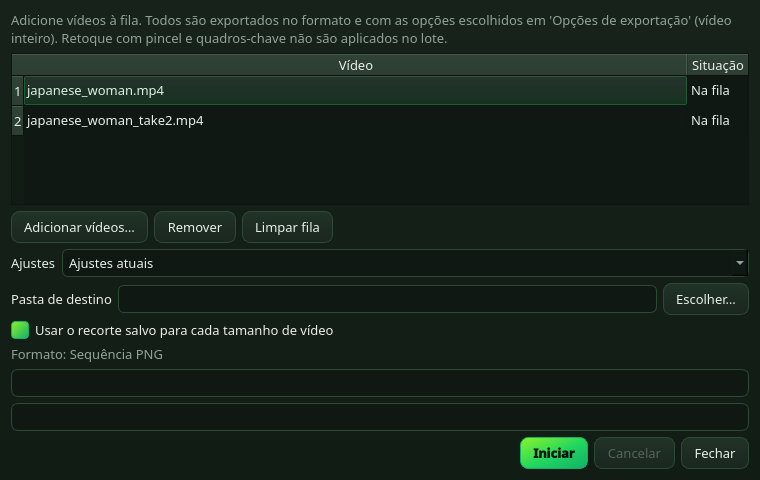 Adicione vídeos à fila. Todos são exportados no formato e com as opções escolhidos em 'Opções de exportação' (vídeo
inteiro). Retoque com pincel e quadros-chave não são aplicados no lote.
Vídeo Situação
1 japanese_woman.mp4 Na fila
2 japanese_woman_take2.mp4 Na fila
Adicionar vídeos... Remover Limpar fila
Ajustes Ajustes atuais
Pasta de destino Escolher...
Usar o recorte salvo para cada tamanho de vídeo
Formato: Sequência PNG
Iniciar Cancelar Fechar